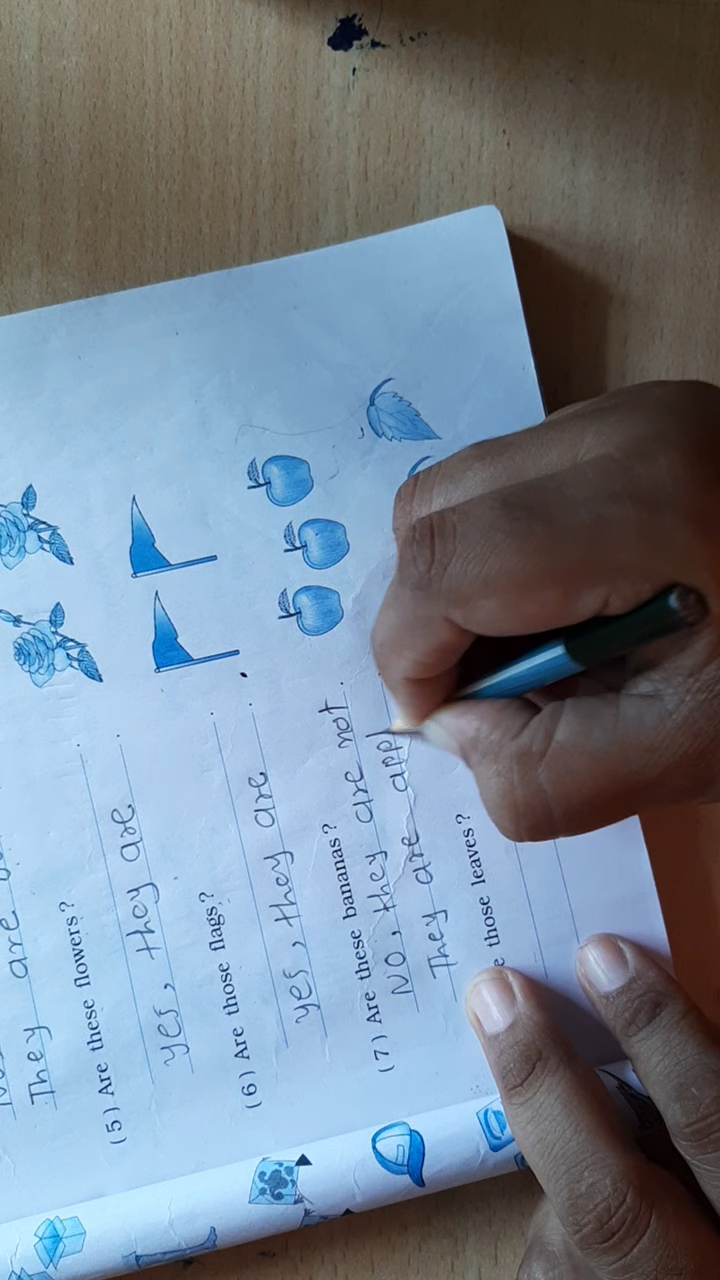 They are
(5) Are these flowers?
yes, they are .
(6) Are those flags?
yes, they are .
(7) Are these bananas?
No, they are not .
They are appl
those leaves?